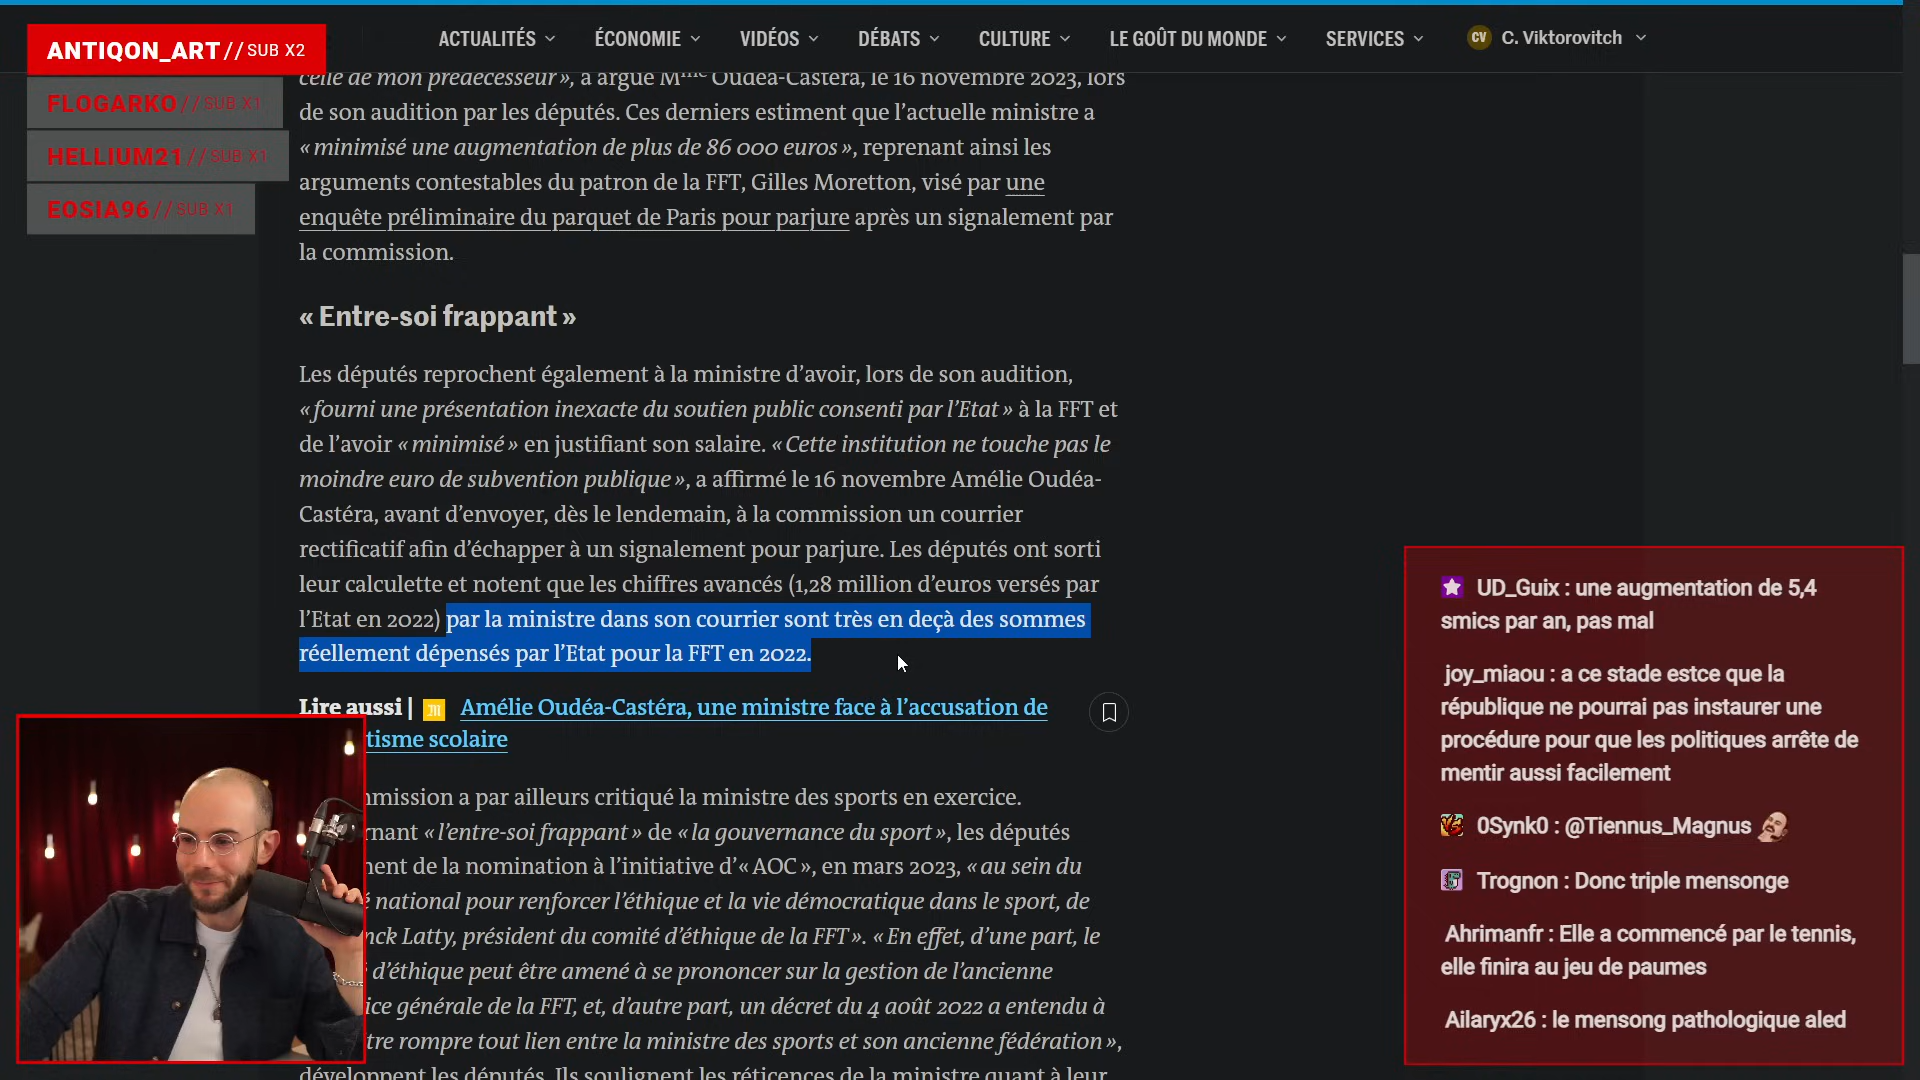 ACTUALITÉS
ÉCONOMIE
VIDÉOS
DÉBATS
CULTURE
LE GOÛT DU MONDE
SERVICES
CV C. Viktorovitch
ANTIQON_ART // SUB X2
FLOGARKO // SUB X1
HELLIUM21 // SUB X1
EOSIA96 // SUB X1
celle de mon prédécesseur », a argué Mme Oudéa-Castéra, le 16 novembre 2023, lors
de son audition par les députés. Ces derniers estiment que l’actuelle ministre a
« minimisé une augmentation de plus de 86 000 euros », reprenant ainsi les
arguments contestables du patron de la FFT, Gilles Moretton, visé par une
enquête préliminaire du parquet de Paris pour parjure après un signalement par
la commission.
« Entre-soi frappant »
Les députés reprochent également à la ministre d’avoir, lors de son audition,
« fourni une présentation inexacte du soutien public consenti par l’Etat » à la FFT et
de l’avoir « minimisé » en justifiant son salaire. « Cette institution ne touche pas le
moindre euro de subvention publique », a affirmé le 16 novembre Amélie Oudéa-
Castéra, avant d’envoyer, dès le lendemain, à la commission un courrier
rectificatif afin d’échapper à un signalement pour parjure. Les députés ont sorti
leur calculette et notent que les chiffres avancés (1,28 million d’euros versés par
l’Etat en 2022) par la ministre dans son courrier sont très en deçà des sommes
réellement dépensés par l’Etat pour la FFT en 2022.
Lire aussi | Amélie Oudéa-Castéra, une ministre face à l’accusation de
tisme scolaire
mmission a par ailleurs critiqué la ministre des sports en exercice.
rnant « l’entre-soi frappant » de « la gouvernance du sport », les députés
nent de la nomination à l’initiative d’« AOC », en mars 2023, « au sein du
é national pour renforcer l’éthique et la vie démocratique dans le sport, de
nck Latty, président du comité d’éthique de la FFT ». « En effet, d’une part, le
d’éthique peut être amené à se prononcer sur la gestion de l’ancienne
ice générale de la FFT, et, d’autre part, un décret du 4 août 2022 a entendu à
tre rompre tout lien entre la ministre des sports et son ancienne fédération »,
développent les députés. Ils soulignent les réticences de la ministre quant à leur
UD_Guix : une augmentation de 5,4
smics par an, pas mal
joy_miaou : a ce stade estce que la
république ne pourrai pas instaurer une
procédure pour que les politiques arrête de
mentir aussi facilement
0Synk0 : @Tiennus_Magnus
Trognon : Donc triple mensonge
Ahrimanfr : Elle a commencé par le tennis,
elle finira au jeu de paumes
Ailaryx26 : le mensong pathologique aled